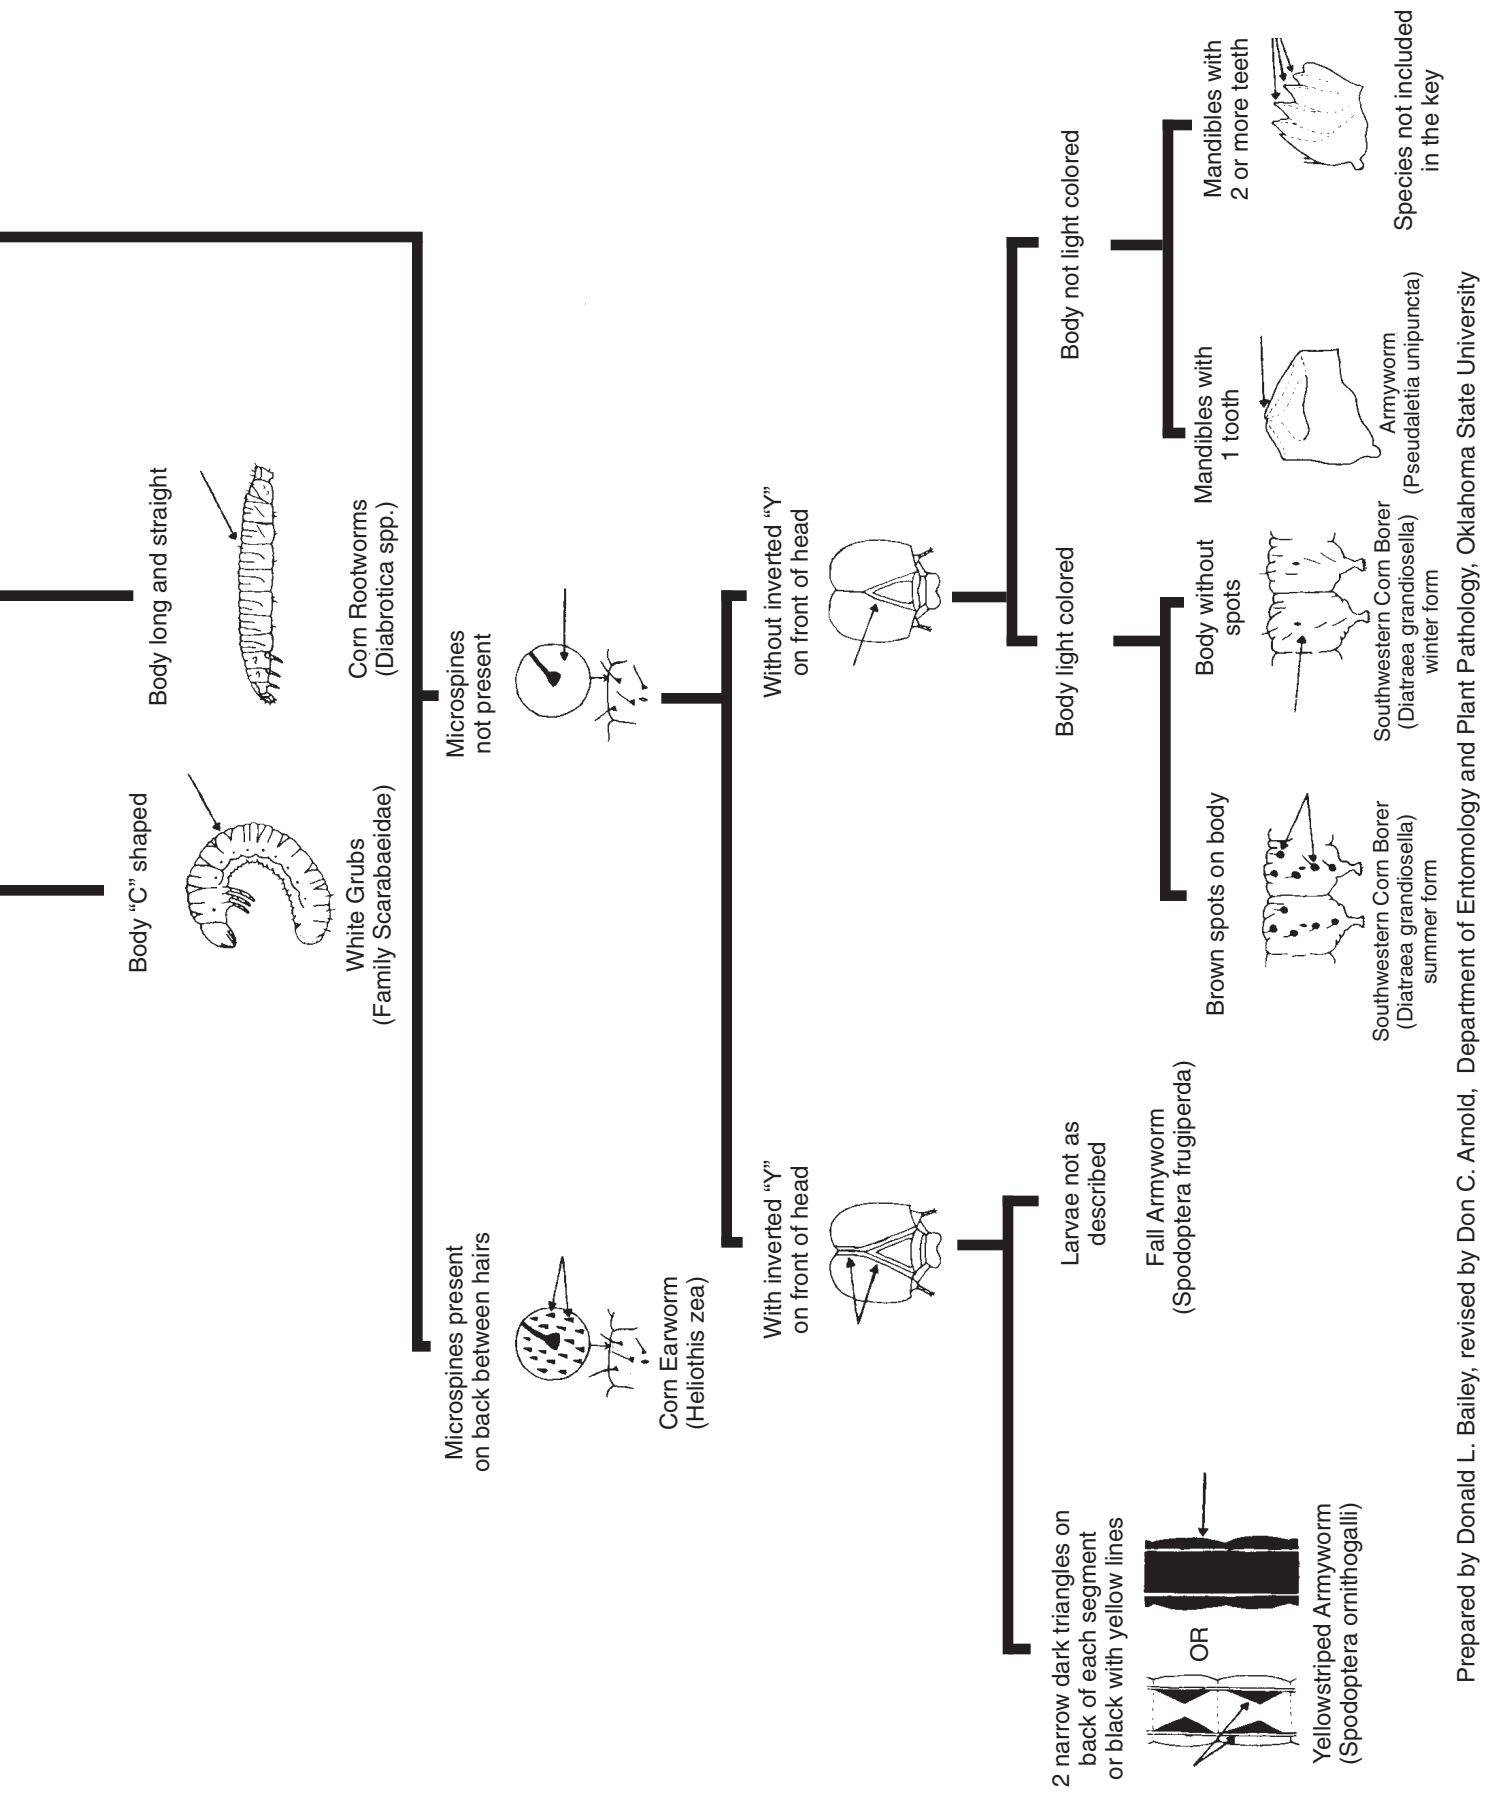 Body “C” shaped
White Grubs
(Family Scarabaeidae)
Body long and straight
Corn Rootworms
(Diabrotica spp.)
Microspines present
on back between hairs
Corn Earworm
(Heliothis zea)
Microspines
not present
With inverted “Y”
on front of head
Without inverted “Y”
on front of head
2 narrow dark triangles on
back of each segment
or black with yellow lines
OR
Yellowstriped Armyworm
(Spodoptera ornithogalli)
Larvae not as
described
Fall Armyworm
(Spodoptera frugiperda)
Body light colored
Body not light colored
Brown spots on body
Southwestern Corn Borer
(Diatraea grandiosella)
summer form
Body without
spots
Southwestern Corn Borer
(Diatraea grandiosella)
winter form
Mandibles with
1 tooth
Armyworm
(Pseudaletia unipuncta)
Mandibles with
2 or more teeth
Species not included
in the key
Prepared by Donald L. Bailey, revised by Don C. Arnold, Department of Entomology and Plant Pathology, Oklahoma State University